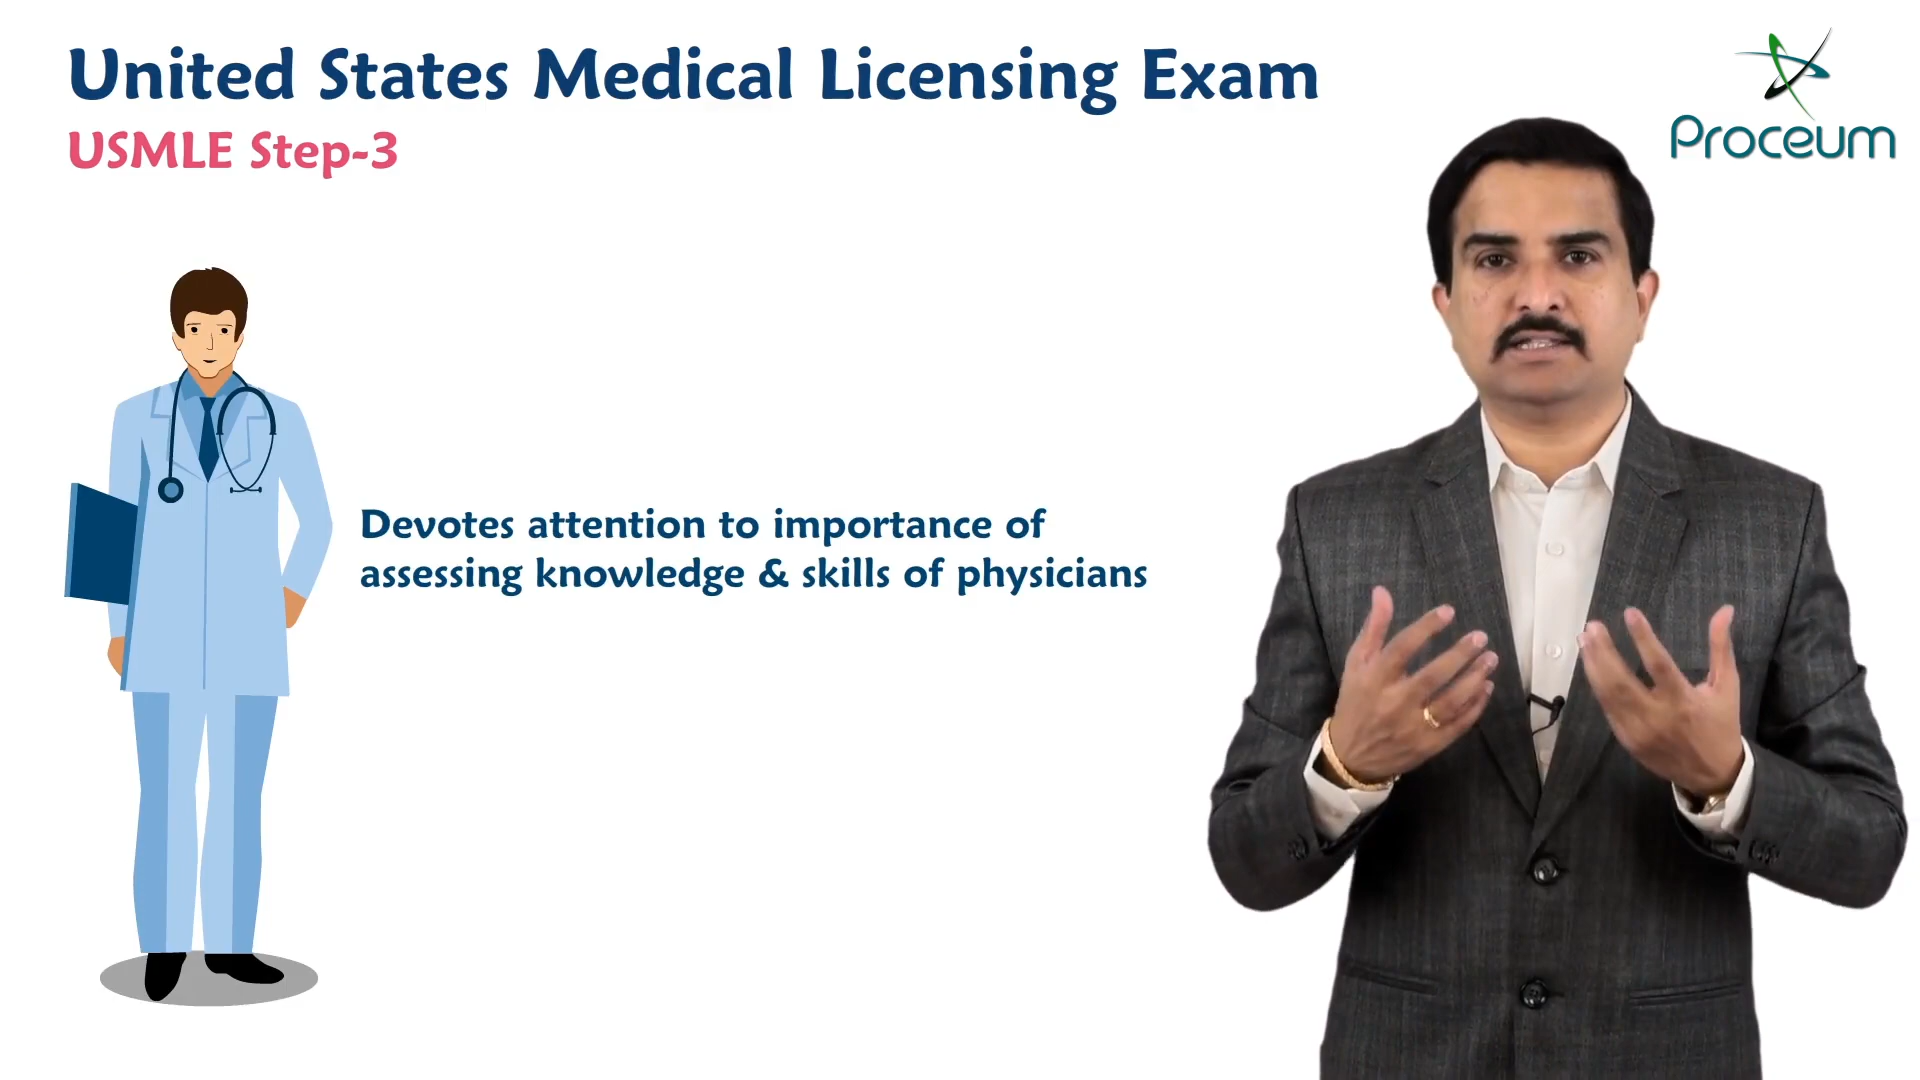 United States Medical Licensing Exam
USMLE Step-3
Proceum
Devotes attention to importance of
assessing knowledge & skills of physicians